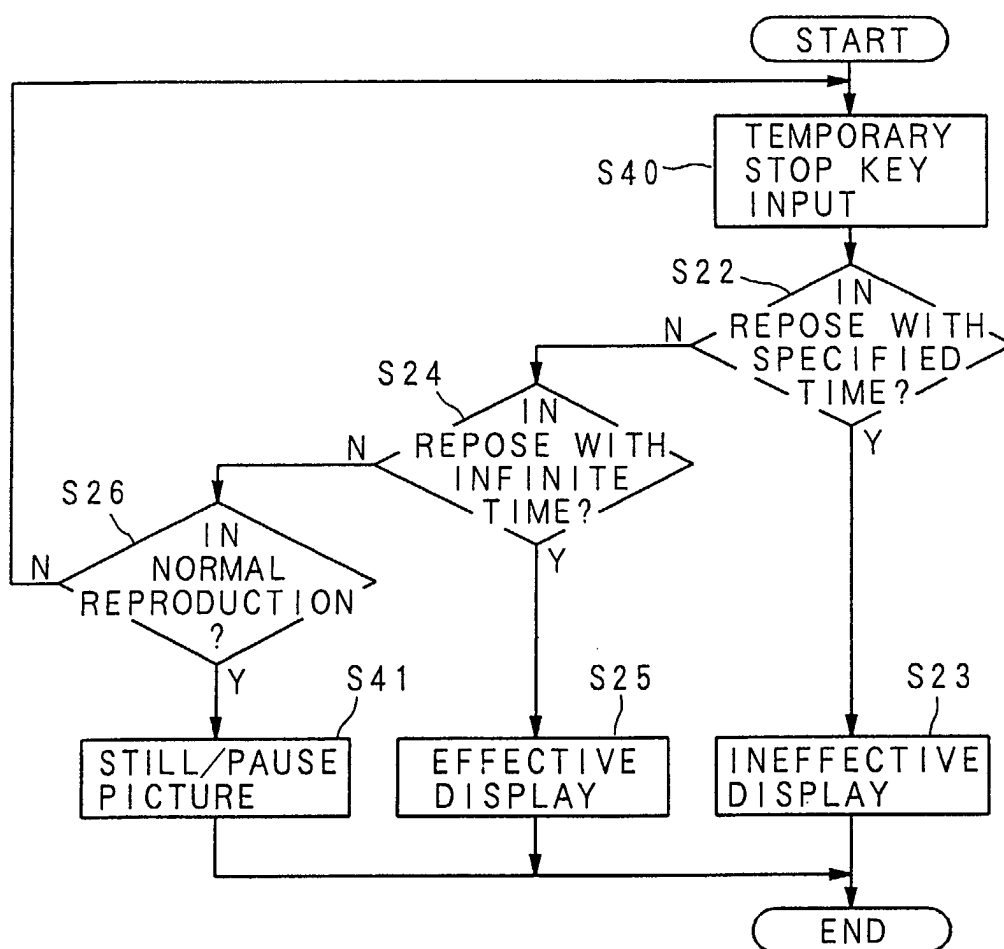 START
S40
TEMPORARY
STOP KEY
INPUT
S22
IN
REPOSE WITH
SPECIFIED
TIME?
N
Y
S24
IN
REPOSE WITH
INFINITE
TIME?
N
Y
S26
IN
NORMAL
REPRODUCTION
?
N
Y
S41
STILL/PAUSE
PICTURE
S25
EFFECTIVE
DISPLAY
S23
INEFFECTIVE
DISPLAY
END